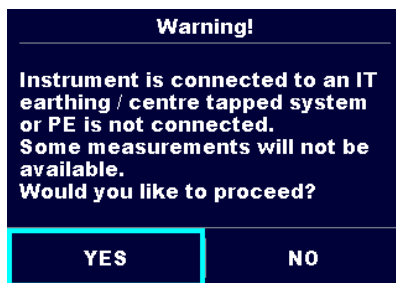 Warning!
Instrument is connected to an IT
earthing / centre tapped system
or PE is not connected.
Some measurements will not be
available.
Would you like to proceed?
YES
NO